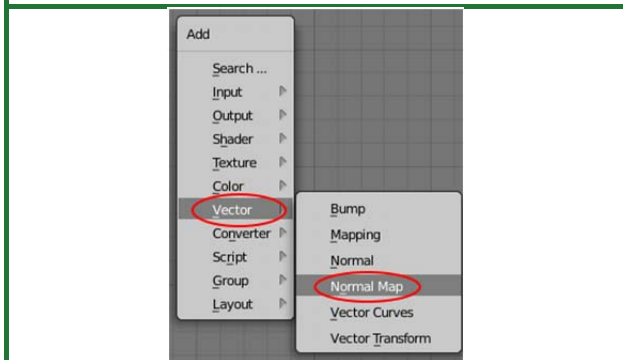 Add
Search ...
Input
Output
Shader
Texture
Color
Vector
Converter
Script
Group
Layout
Bump
Mapping
Normal
Normal Map
Vector Curves
Vector Transform